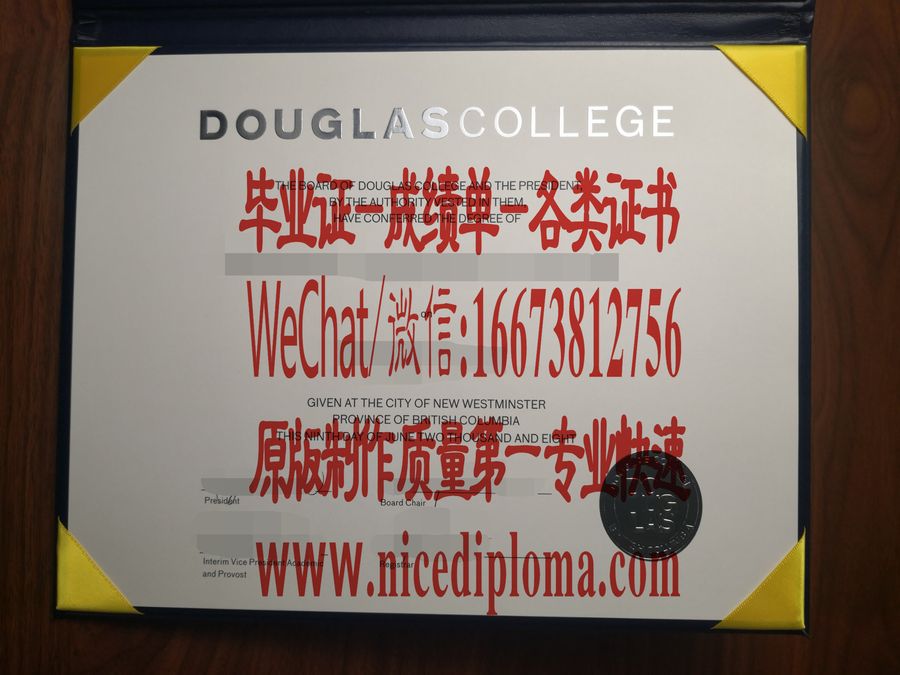 DOUGLASCOLLEGE
THE BOARD OF DOUGLAS COLLEGE AND THE PRESIDENT,
毕业证一成绩单一各类证书
BY THE AUTHORITY VESTED IN THEM,
HAVE CONFERRED THE DEGREE OF
on
WeChat/微信:16673812756
GIVEN AT THE CITY OF NEW WESTMINSTER
PROVINCE OF BRITISH COLUMBIA
THIS NINTH DAY OF JUNE TWO THOUSAND AND EIGHT
原版制作质量第一专业快速
President
Board Chair
Interim Vice President Academic
and Provost
Registrar
www.nicediploma.com